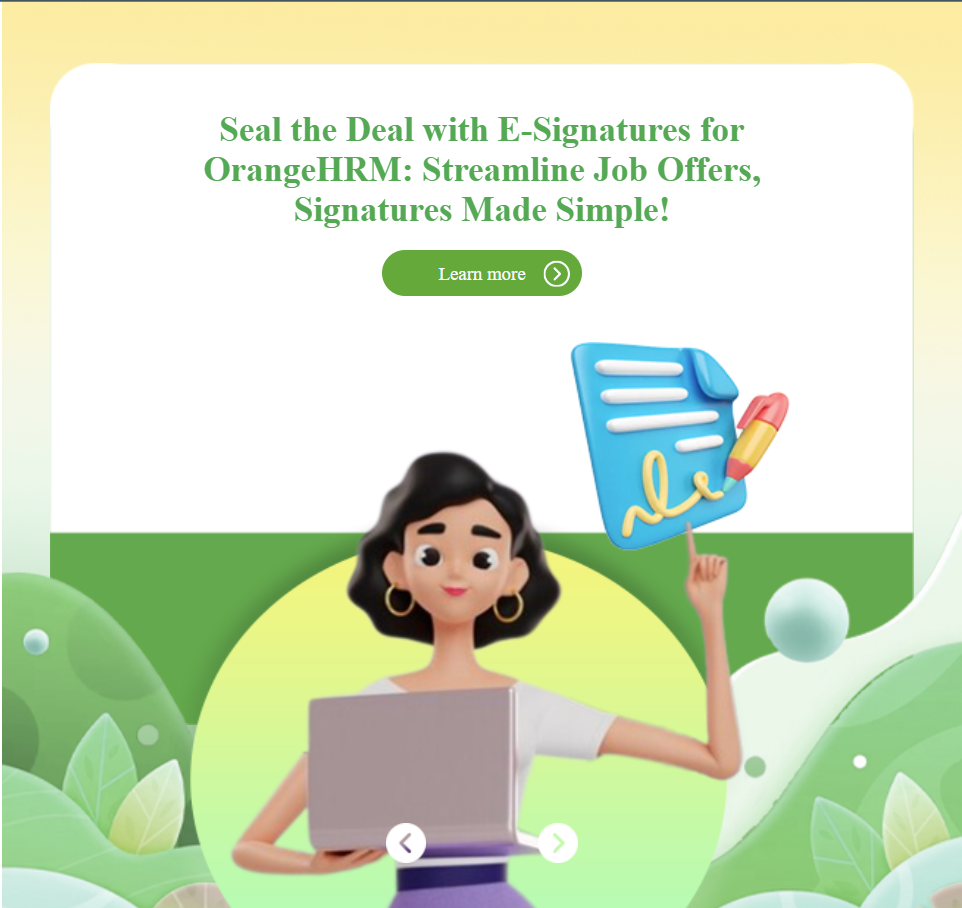 Seal the Deal with E-Signatures for
OrangeHRM: Streamline Job Offers,
Signatures Made Simple!
Learn more